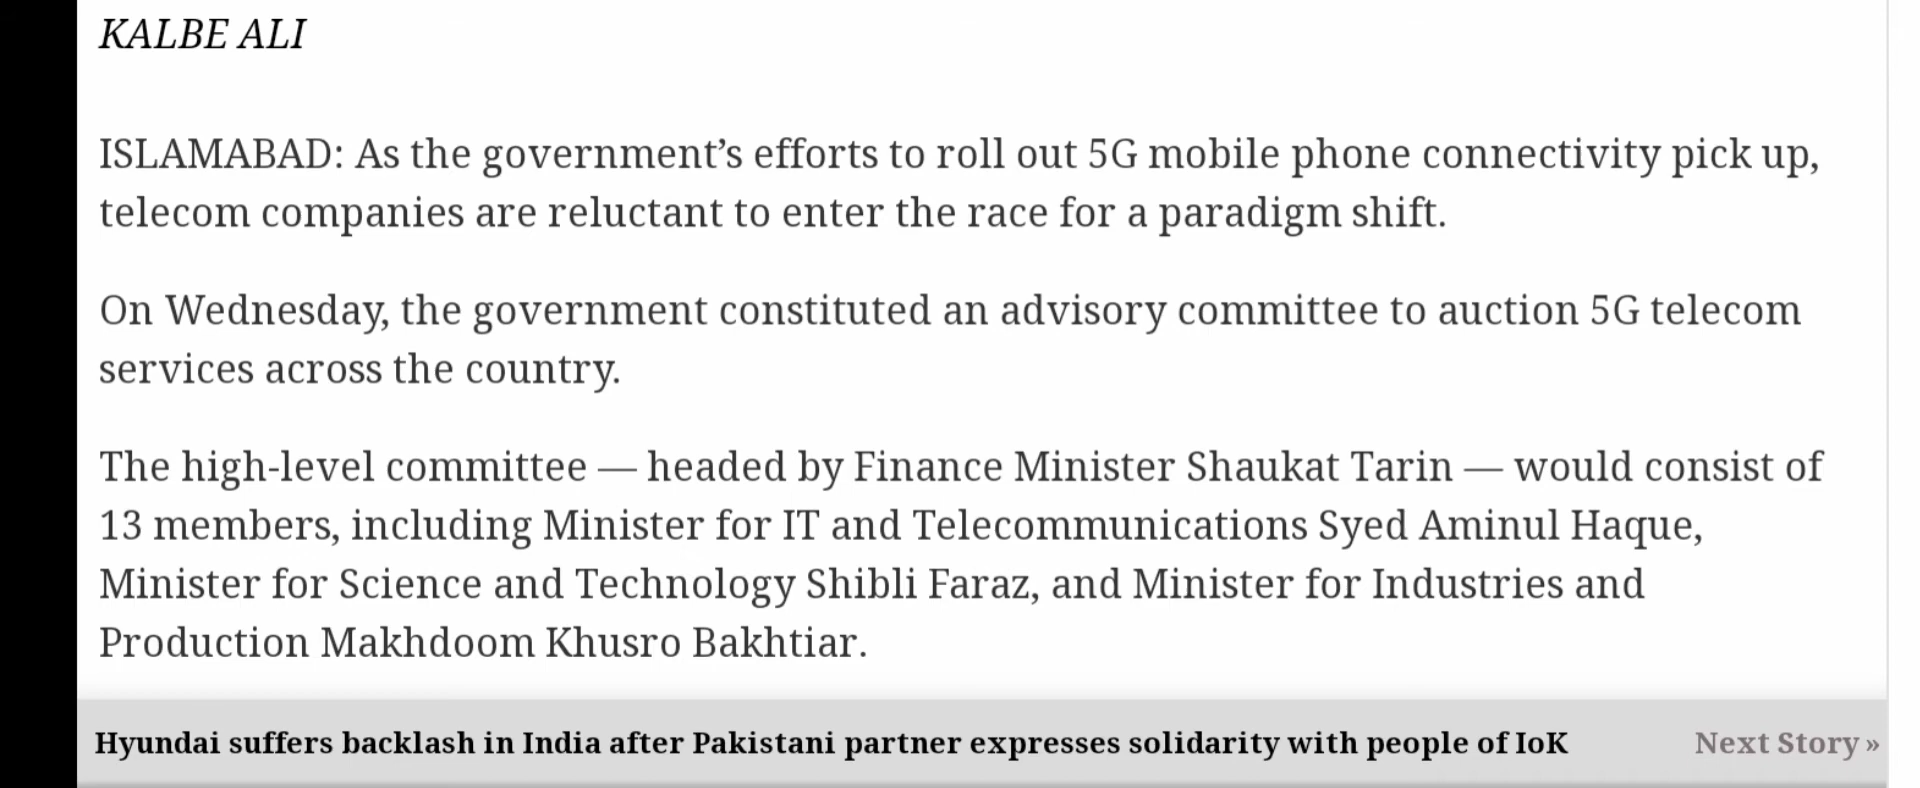 KALBE ALI
ISLAMABAD: As the government’s efforts to roll out 5G mobile phone connectivity pick up,
telecom companies are reluctant to enter the race for a paradigm shift.
On Wednesday, the government constituted an advisory committee to auction 5G telecom
services across the country.
The high-level committee — headed by Finance Minister Shaukat Tarin — would consist of
13 members, including Minister for IT and Telecommunications Syed Aminul Haque,
Minister for Science and Technology Shibli Faraz, and Minister for Industries and
Production Makhdoom Khusro Bakhtiar.
Hyundai suffers backlash in India after Pakistani partner expresses solidarity with people of IoK Next Story »